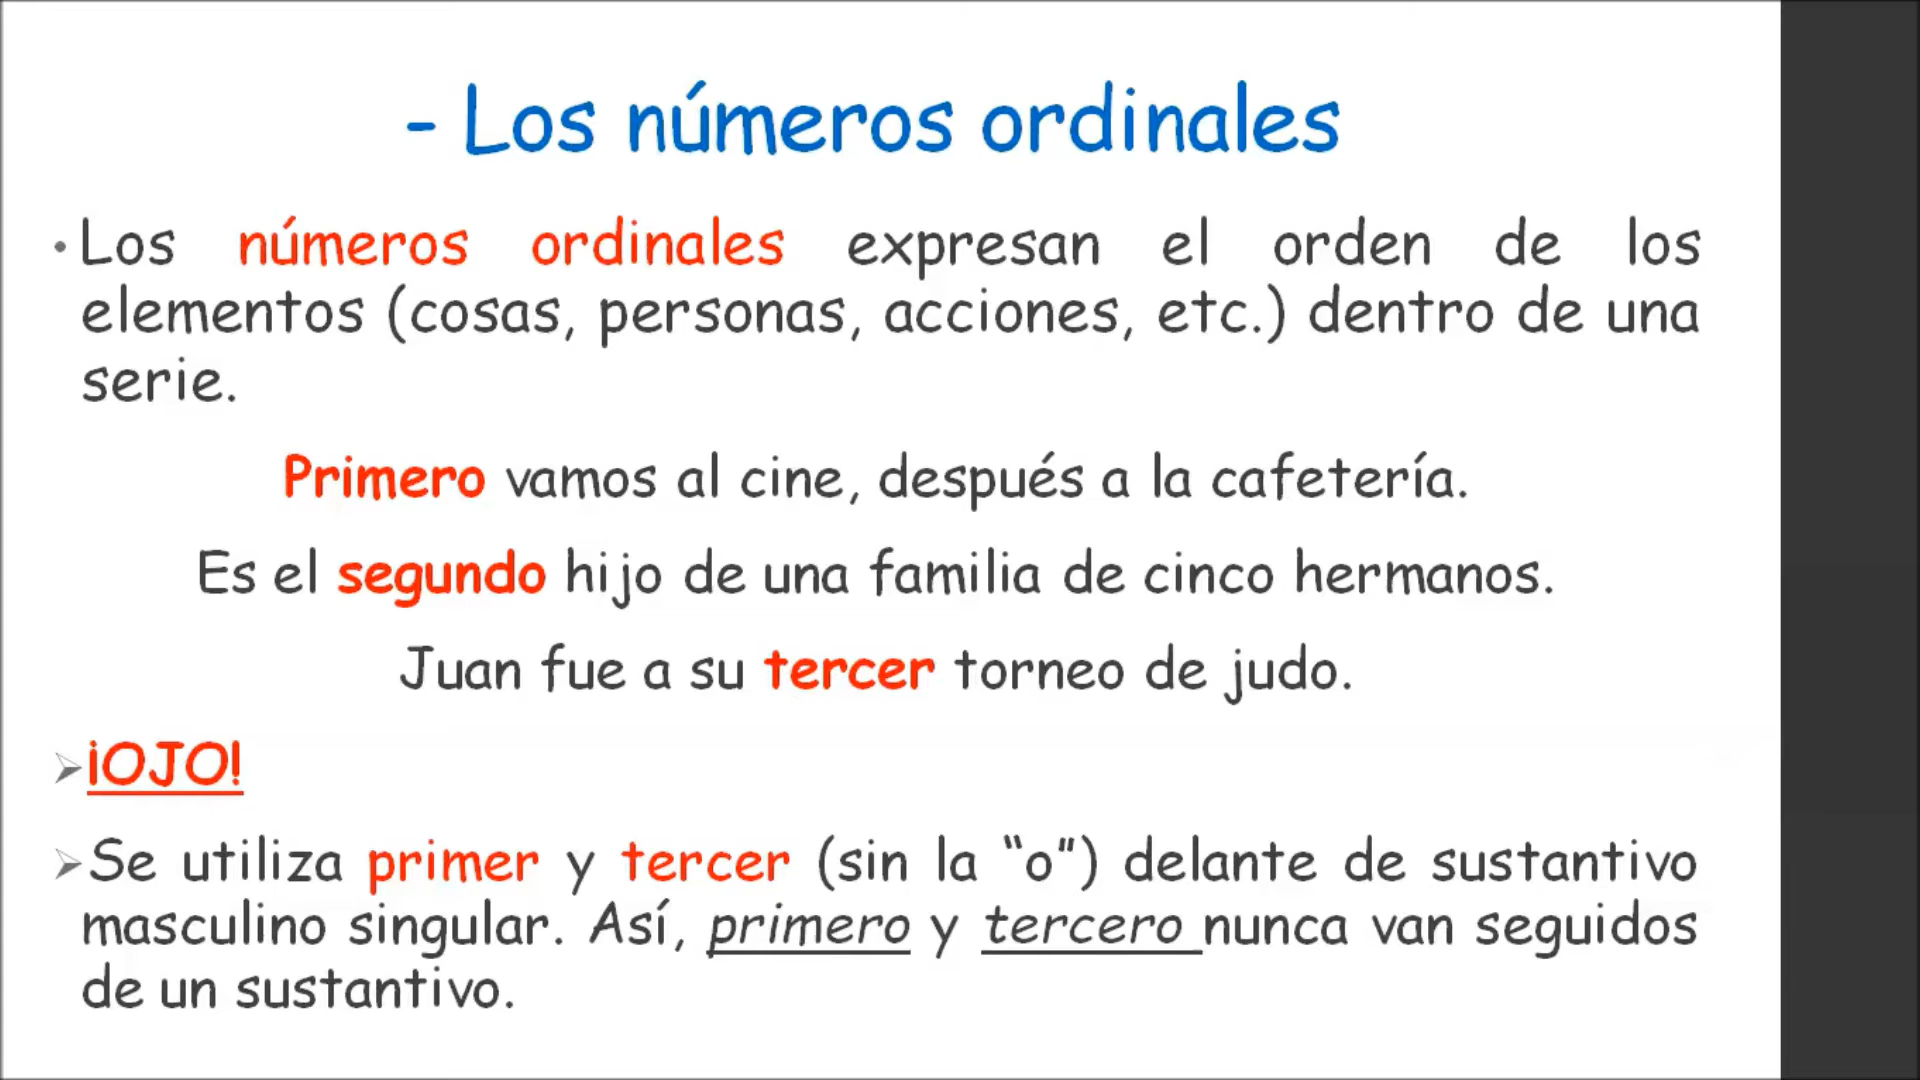 - Los números ordinales
• Los números ordinales expresan el orden de los
elementos (cosas, personas, acciones, etc.) dentro de una
serie.
Primero vamos al cine, después a la cafetería.
Es el segundo hijo de una familia de cinco hermanos.
Juan fue a su tercer torneo de judo.
➢¡OJO!
➢Se utiliza primer y tercer (sin la “o”) delante de sustantivo
masculino singular. Así, primero y tercero nunca van seguidos
de un sustantivo.